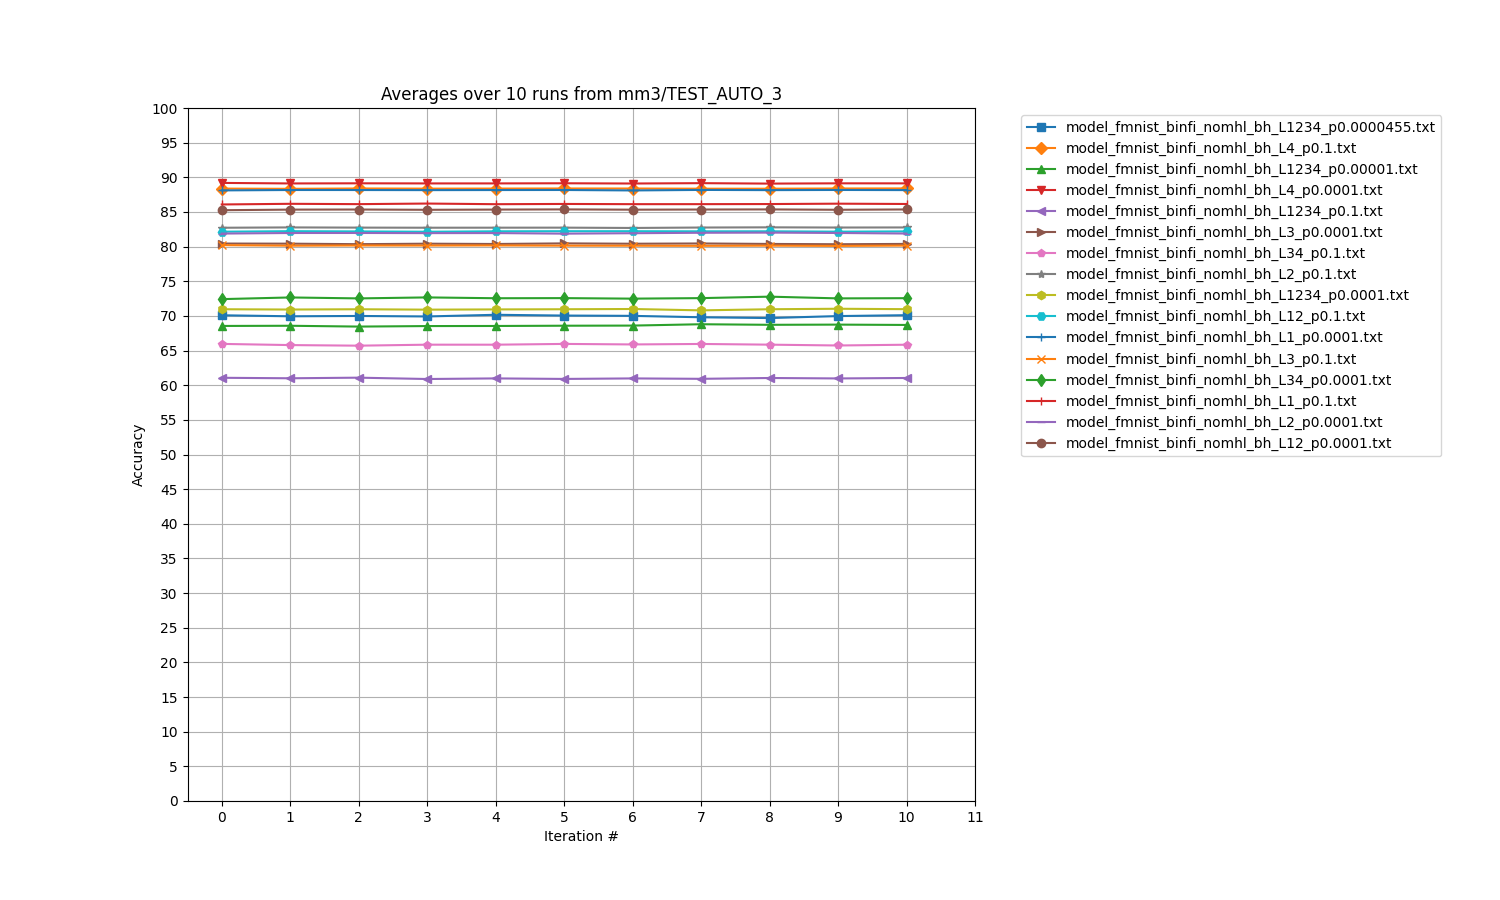 Averages over 10 runs from mm3/TEST_AUTO_3
100
95
90
85
80
75
70
65
60
55
50
45
40
35
30
25
20
15
10
5
0
Accuracy
0 1 2 3 4 5 6 7 8 9 10 11
Iteration #
model_fmnist_binfi_nomhl_bh_L1234_p0.0000455.txt
model_fmnist_binfi_nomhl_bh_L4_p0.1.txt
model_fmnist_binfi_nomhl_bh_L1234_p0.00001.txt
model_fmnist_binfi_nomhl_bh_L4_p0.0001.txt
model_fmnist_binfi_nomhl_bh_L1234_p0.1.txt
model_fmnist_binfi_nomhl_bh_L3_p0.0001.txt
model_fmnist_binfi_nomhl_bh_L34_p0.1.txt
model_fmnist_binfi_nomhl_bh_L2_p0.1.txt
model_fmnist_binfi_nomhl_bh_L1234_p0.0001.txt
model_fmnist_binfi_nomhl_bh_L12_p0.1.txt
model_fmnist_binfi_nomhl_bh_L1_p0.0001.txt
model_fmnist_binfi_nomhl_bh_L3_p0.1.txt
model_fmnist_binfi_nomhl_bh_L34_p0.0001.txt
model_fmnist_binfi_nomhl_bh_L1_p0.1.txt
model_fmnist_binfi_nomhl_bh_L2_p0.0001.txt
model_fmnist_binfi_nomhl_bh_L12_p0.0001.txt